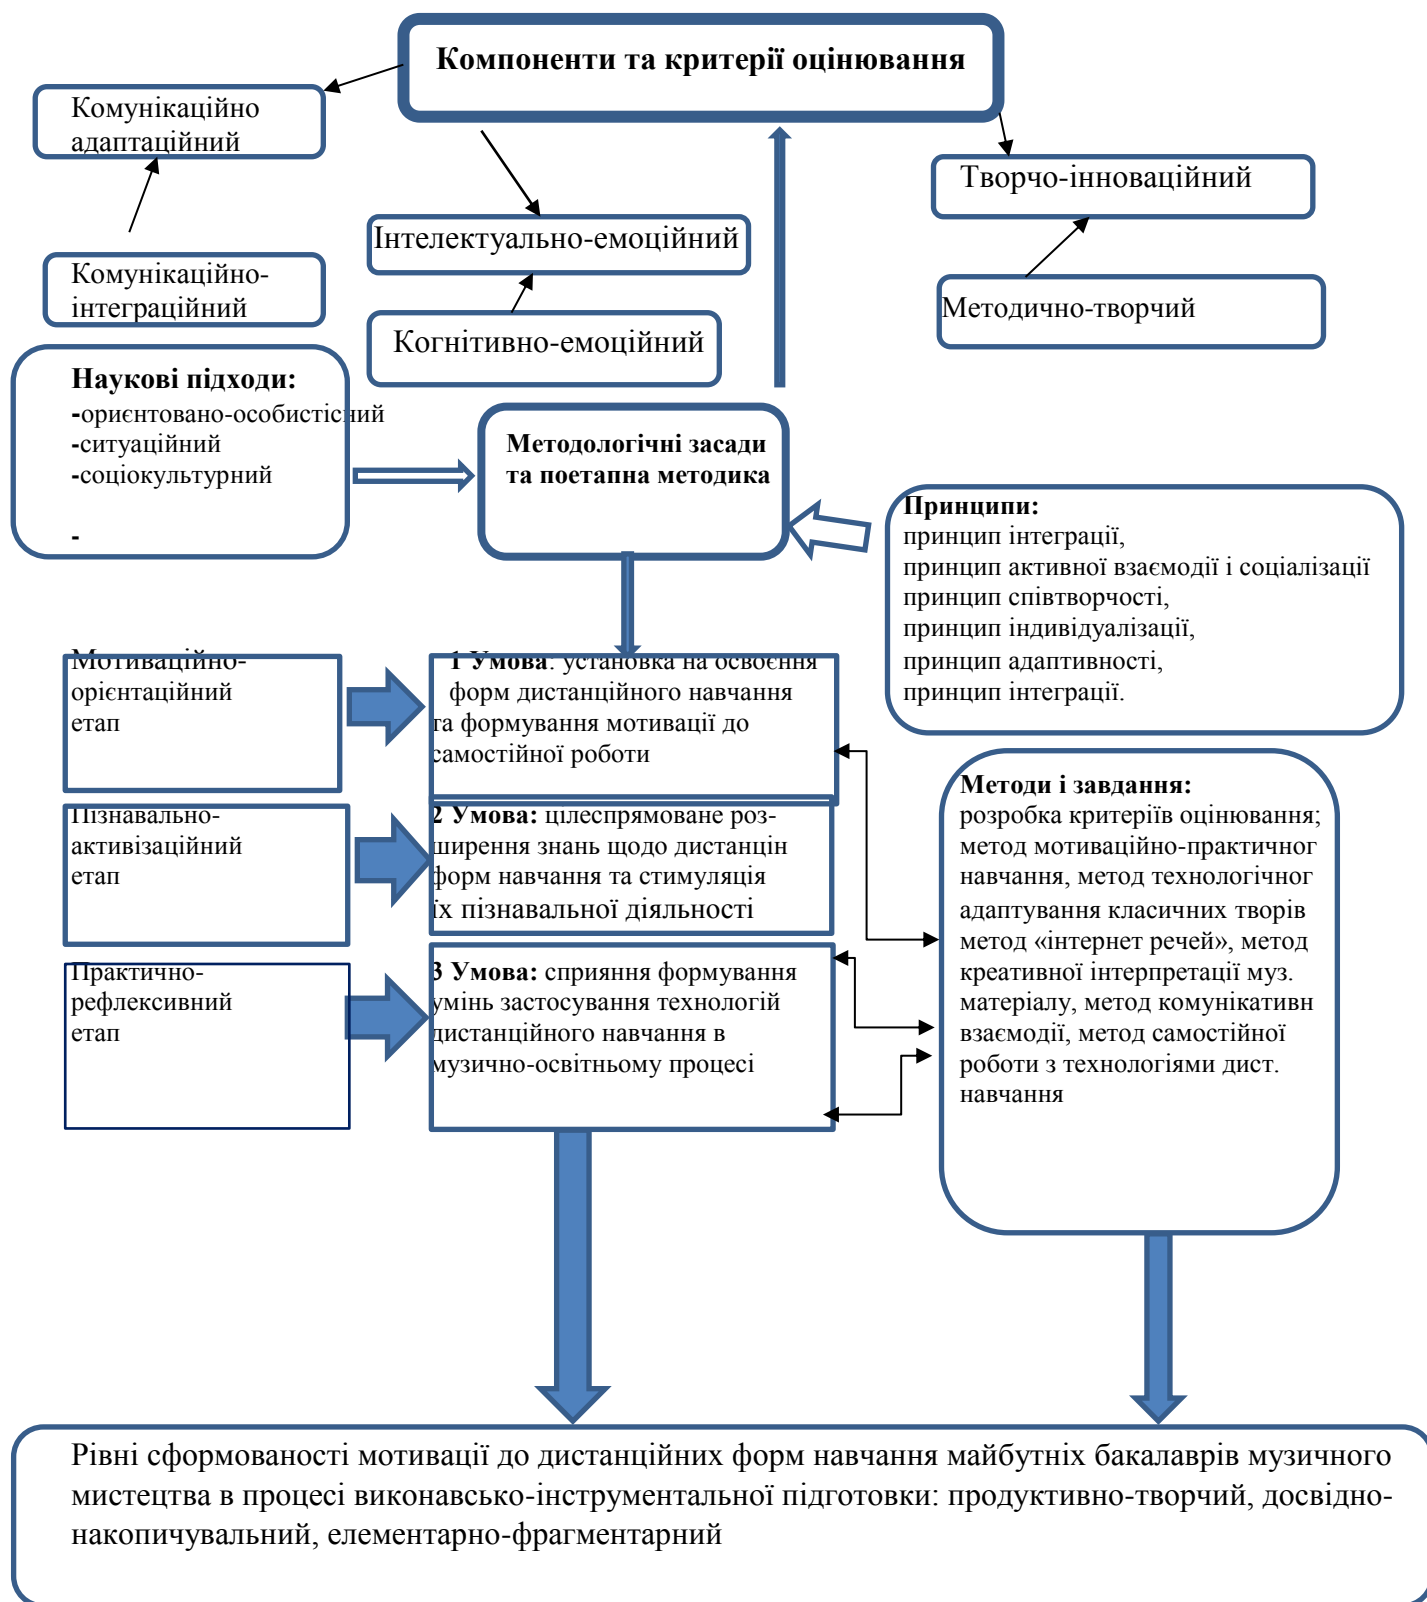 Компоненти та критерії оцінювання
Комунікаційно
адаптаційний
Творчо-інноваційний
Інтелектуально-емоційний
Комунікаційно-
інтеграційний
Методично-творчий
Когнітивно-емоційний
Наукові підходи:
-ориєнтовано-особистісний
-ситуаційний
-соціокультурний
-
Методологічні засади
та поетапна методика
Принципи:
принцип інтеграції,
принцип активної взаємодії і соціалізації
принцип співтворчості,
принцип індивідуалізації,
принцип адаптивності,
принцип інтеграції.
Мотиваційно-
орієнтаційний
етап
1 Умова: установка на освоєння
форм дистанційного навчання
та формування мотивації до
самостійної роботи
Пізнавально-
активізаційний
етап
2 Умова: цілеспрямоване роз-
ширення знань щодо дистанцін
форм навчання та стимуляція
їх пізнавальної діяльності
Практично-
рефлексивний
етап
3 Умова: сприяння формування
умінь застосування технологій
дистанційного навчання в
музично-освітньому процесі
Методи і завдання:
розробка критеріїв оцінювання;
метод мотиваційно-практичног
навчання, метод технологічног
адаптування класичних творів
метод «інтернет речей», метод
креативної інтерпретації муз.
матеріалу, метод комунікативн
взаємодії, метод самостійної
роботи з технологіями дист.
навчання
Рівні сформованості мотивації до дистанційних форм навчання майбутніх бакалаврів музичного
мистецтва в процесі виконавсько-інструментальної підготовки: продуктивно-творчий, досвідно-
накопичувальний, елементарно-фрагментарний